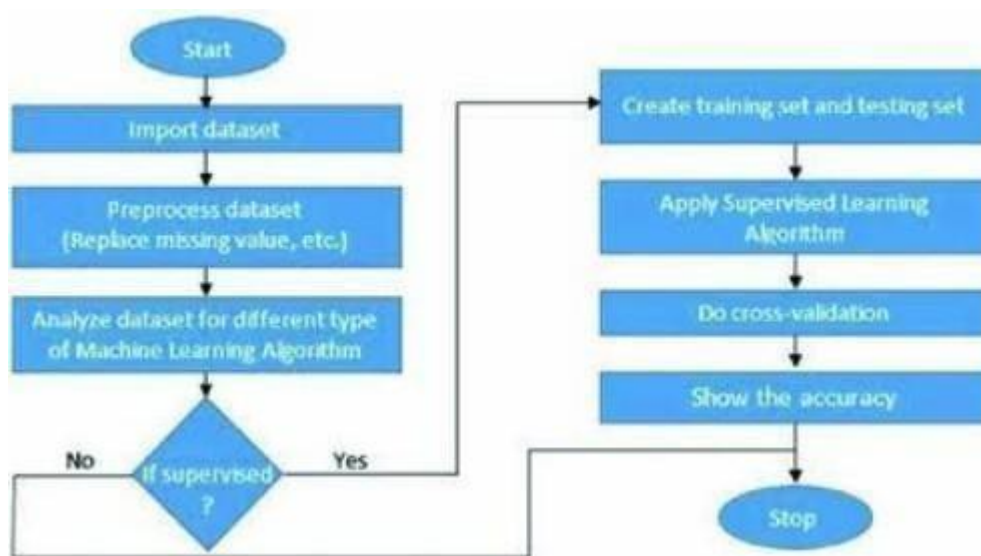 Start
Import dataset
Preprocess dataset
(Replace missing value, etc.)
Analyze dataset for different type
of Machine Learning Algorithm
If supervised
?
No
Yes
Create training set and testing set
Apply Supervised Learning
Algorithm
Do cross-validation
Show the accuracy
Stop